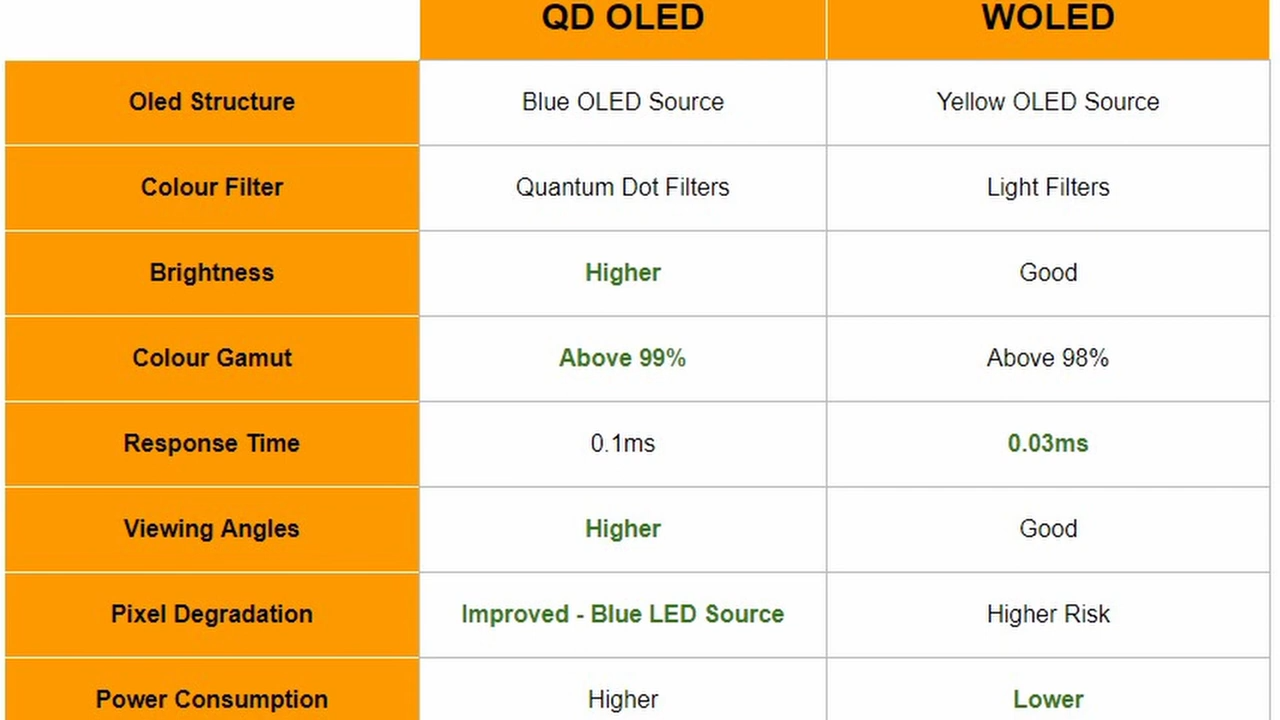 QD OLED WOLED
Oled Structure Blue OLED Source Yellow OLED Source
Colour Filter Quantum Dot Filters Light Filters
Brightness Higher Good
Colour Gamut Above 99% Above 98%
Response Time 0.1ms 0.03ms
Viewing Angles Higher Good
Pixel Degradation Improved - Blue LED Source Higher Risk
Power Consumption Higher Lower